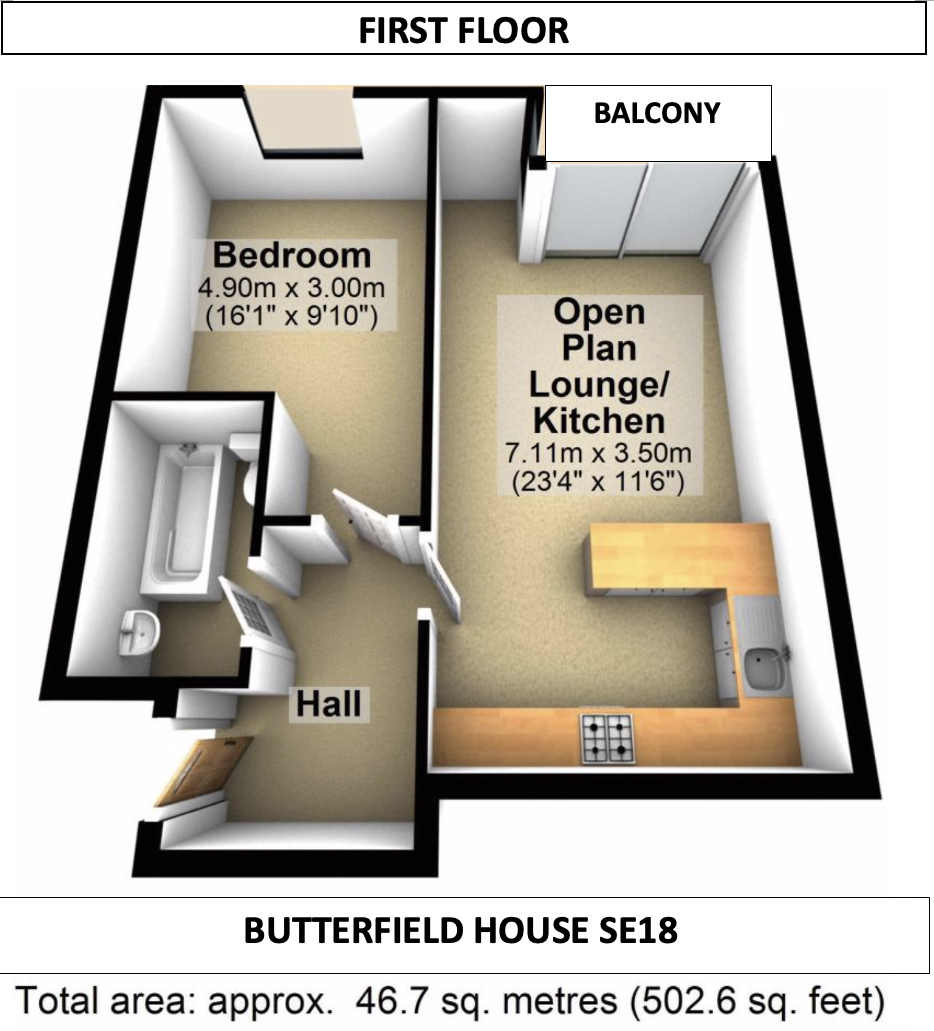 FIRST FLOOR
BALCONY
Bedroom
4.90m x 3.00m
(16'1" x 9'10")
Open
Plan
Lounge/
Kitchen
7.11m x 3.50m
(23'4" x 11'6")
Hall
BUTTERFIELD HOUSE SE18
Total area: approx. 46.7 sq. metres (502.6 sq. feet)